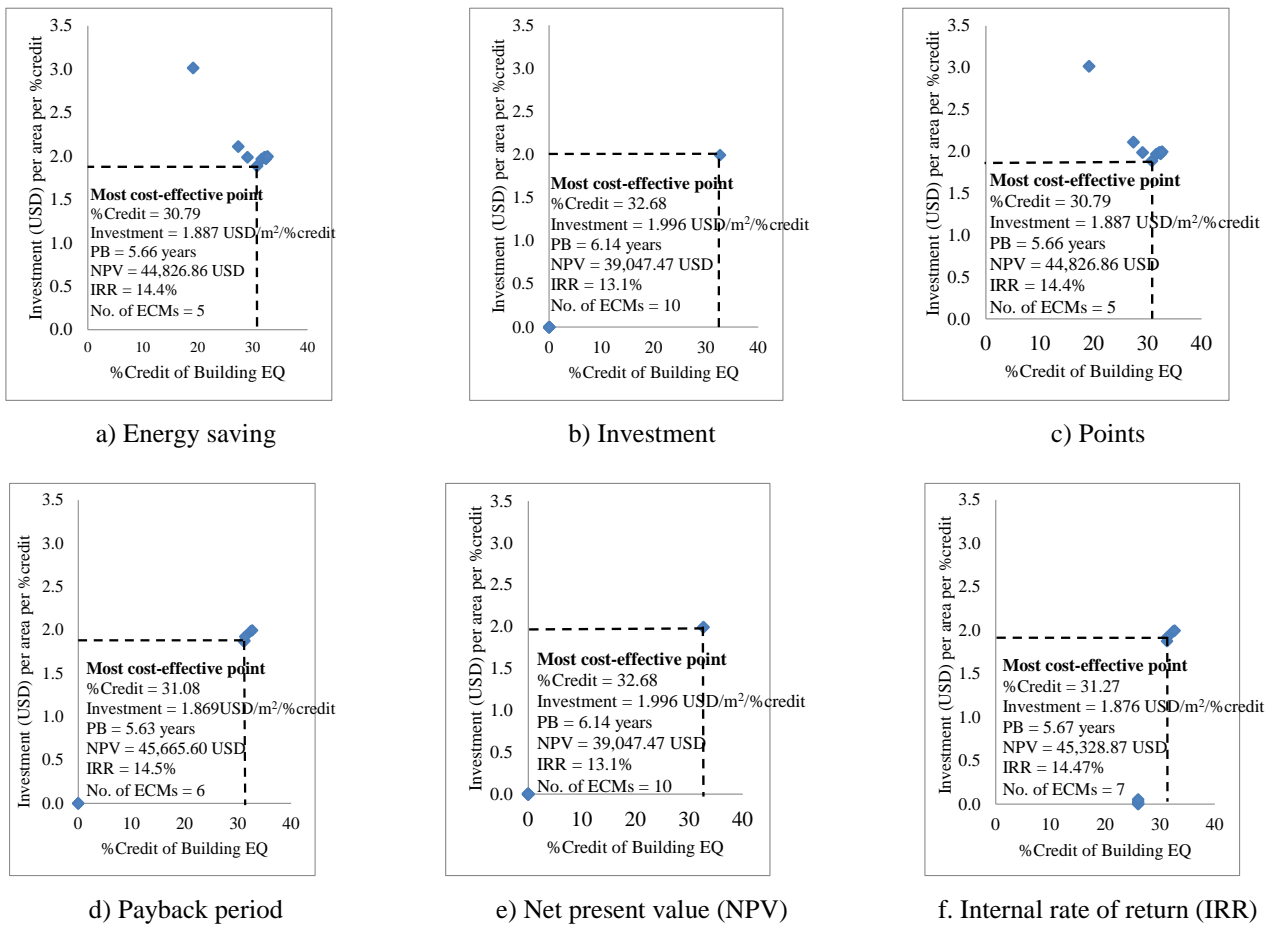 Investment (USD) per area per %credit
3.5
3.0
2.5
2.0
1.5
1.0
0.5
0.0
Most cost-effective point
%Credit = 30.79
Investment = 1.887 USD/m²/%credit
PB = 5.66 years
NPV = 44,826.86 USD
IRR = 14.4%
No. of ECMs = 5
0 10 20 30 40
%Credit of Building EQ
a) Energy saving
Investment (USD) per area per %credit
3.5
3.0
2.5
2.0
1.5
1.0
0.5
0.0
Most cost-effective point
%Credit = 32.68
Investment = 1.996 USD/m²/%credit
PB = 6.14 years
NPV = 39,047.47 USD
IRR = 13.1%
No. of ECMs = 10
0 10 20 30 40
%Credit of Building EQ
b) Investment
Investment (USD) per area per %credit
3.5
3.0
2.5
2.0
1.5
1.0
0.5
0.0
Most cost-effective point
%Credit = 30.79
Investment = 1.887 USD/m²/%credit
PB = 5.66 years
NPV = 44,826.86 USD
IRR = 14.4%
No. of ECMs = 5
0 10 20 30 40
%Credit of Building EQ
c) Points
Investment (USD) per area per %credit
3.5
3.0
2.5
2.0
1.5
1.0
0.5
0.0
Most cost-effective point
%Credit = 31.08
Investment = 1.869USD/m²/%credit
PB = 5.63 years
NPV = 45,665.60 USD
IRR = 14.5%
No. of ECMs = 6
0 10 20 30 40
%Credit of Building EQ
d) Payback period
Investment (USD) per area per %credit
3.5
3.0
2.5
2.0
1.5
1.0
0.5
0.0
Most cost-effective point
%Credit = 32.68
Investment = 1.996 USD/m²/%credit
PB = 6.14 years
NPV = 39,047.47 USD
IRR = 13.1%
No. of ECMs = 10
0 10 20 30 40
%Credit of Building EQ
e) Net present value (NPV)
Investment (USD) per area per %credit
3.5
3.0
2.5
2.0
1.5
1.0
0.5
0.0
Most cost-effective point
%Credit = 31.27
Investment = 1.876 USD/m²/%credit
PB = 5.67 years
NPV = 45,328.87 USD
IRR = 14.47%
No. of ECMs = 7
0 10 20 30 40
%Credit of Building EQ
f. Internal rate of return (IRR)